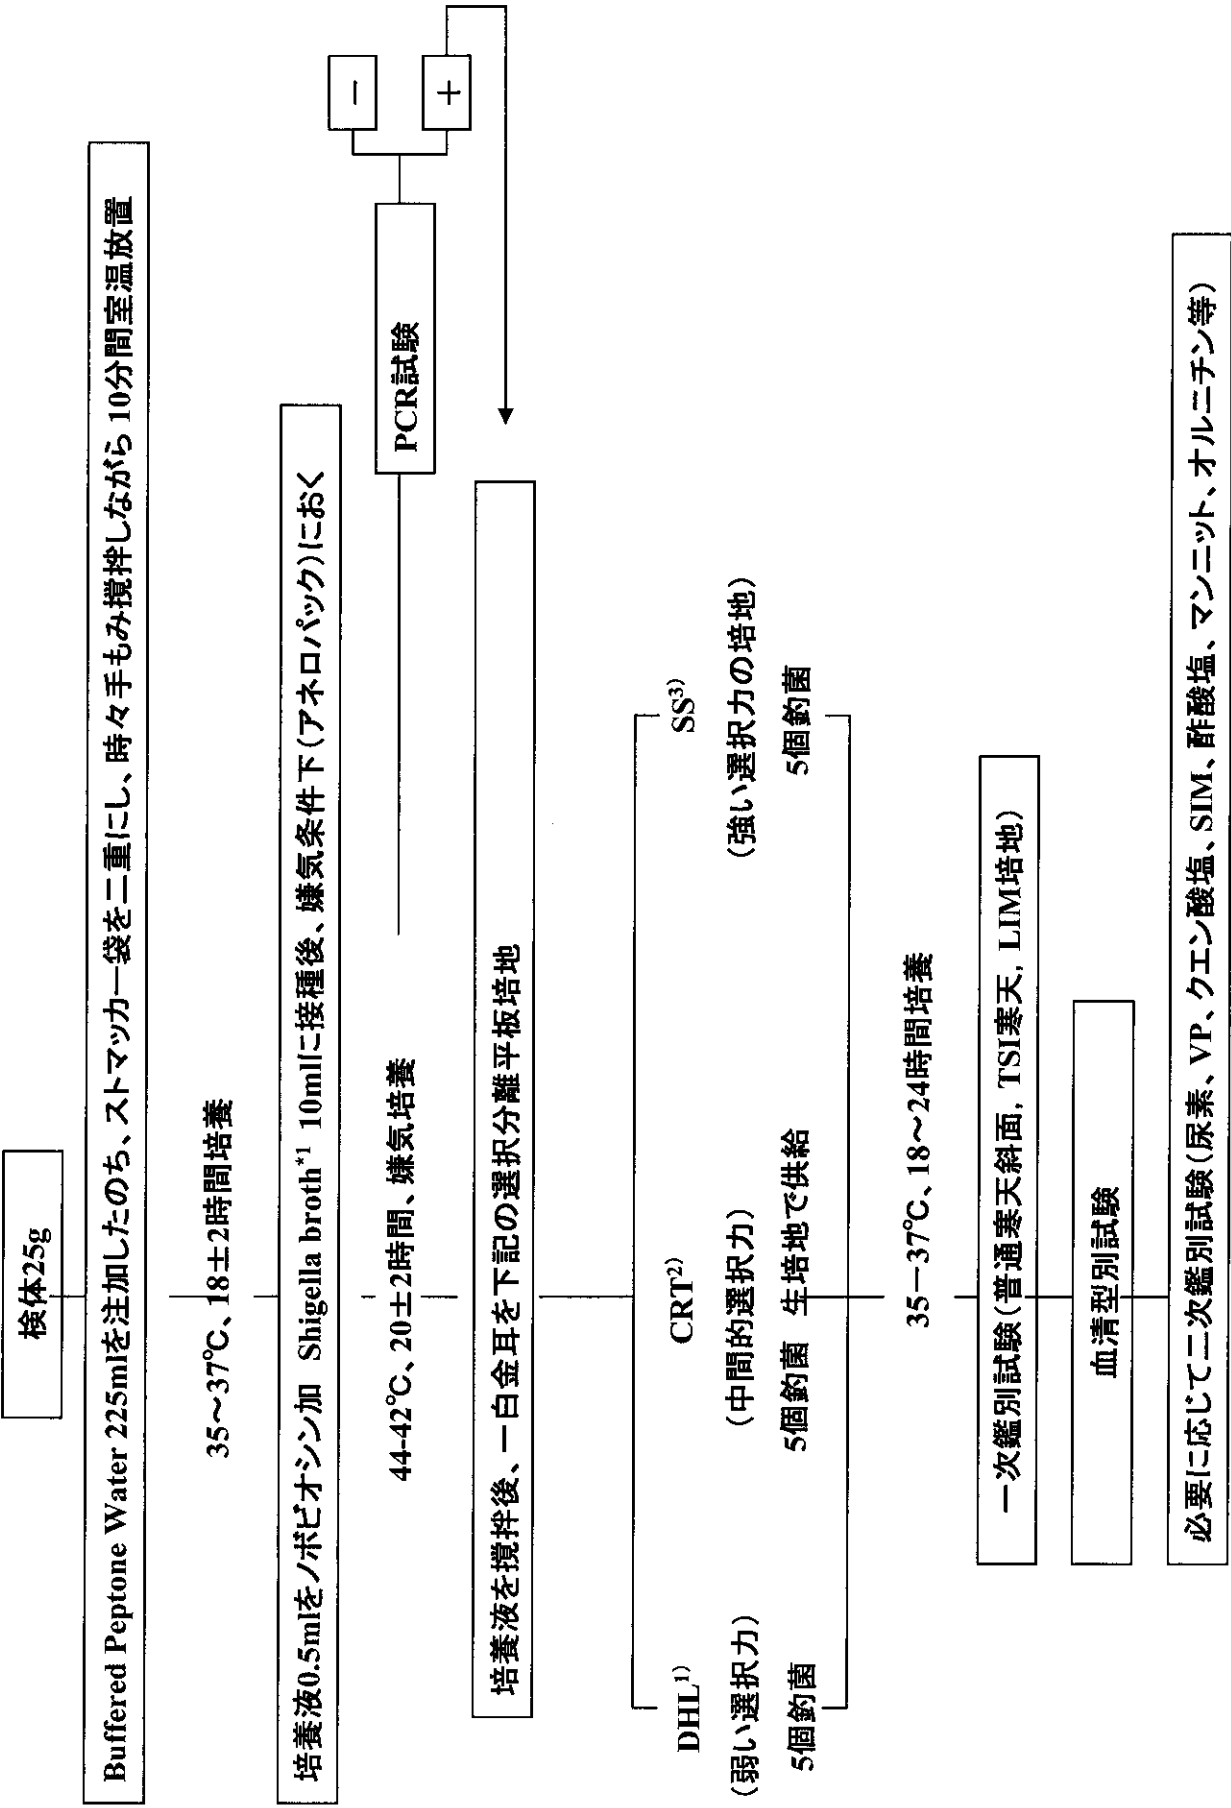 検体25g
Buffered Peptone Water 225mlを注加したのち、ストマッカー袋を二重にし、時々手もみ撹拌しながら 10分間室温放置
35～37℃、18±2時間培養
培養液0.5mlをノボビオシン加 Shigella broth*1 10mlに接種後、嫌気条件下(アネロパック)におく
44-42℃、20±2時間、嫌気培養
PCR試験
－
＋
培養液を撹拌後、一白金耳を下記の選択分離平板培地
DHL1) CRT2) SS3)
(弱い選択力) (中間的選択力) (強い選択力の培地)
5個釣菌 5個釣菌 生培地で供給 5個釣菌
35－37℃、18～24時間培養
一次鑑別試験(普通寒天斜面, TSI寒天, LIM培地)
血清型別試験
必要に応じて二次鑑別試験(尿素、VP、クエン酸塩、SIM、酢酸塩、マンニット、オルニチン等)